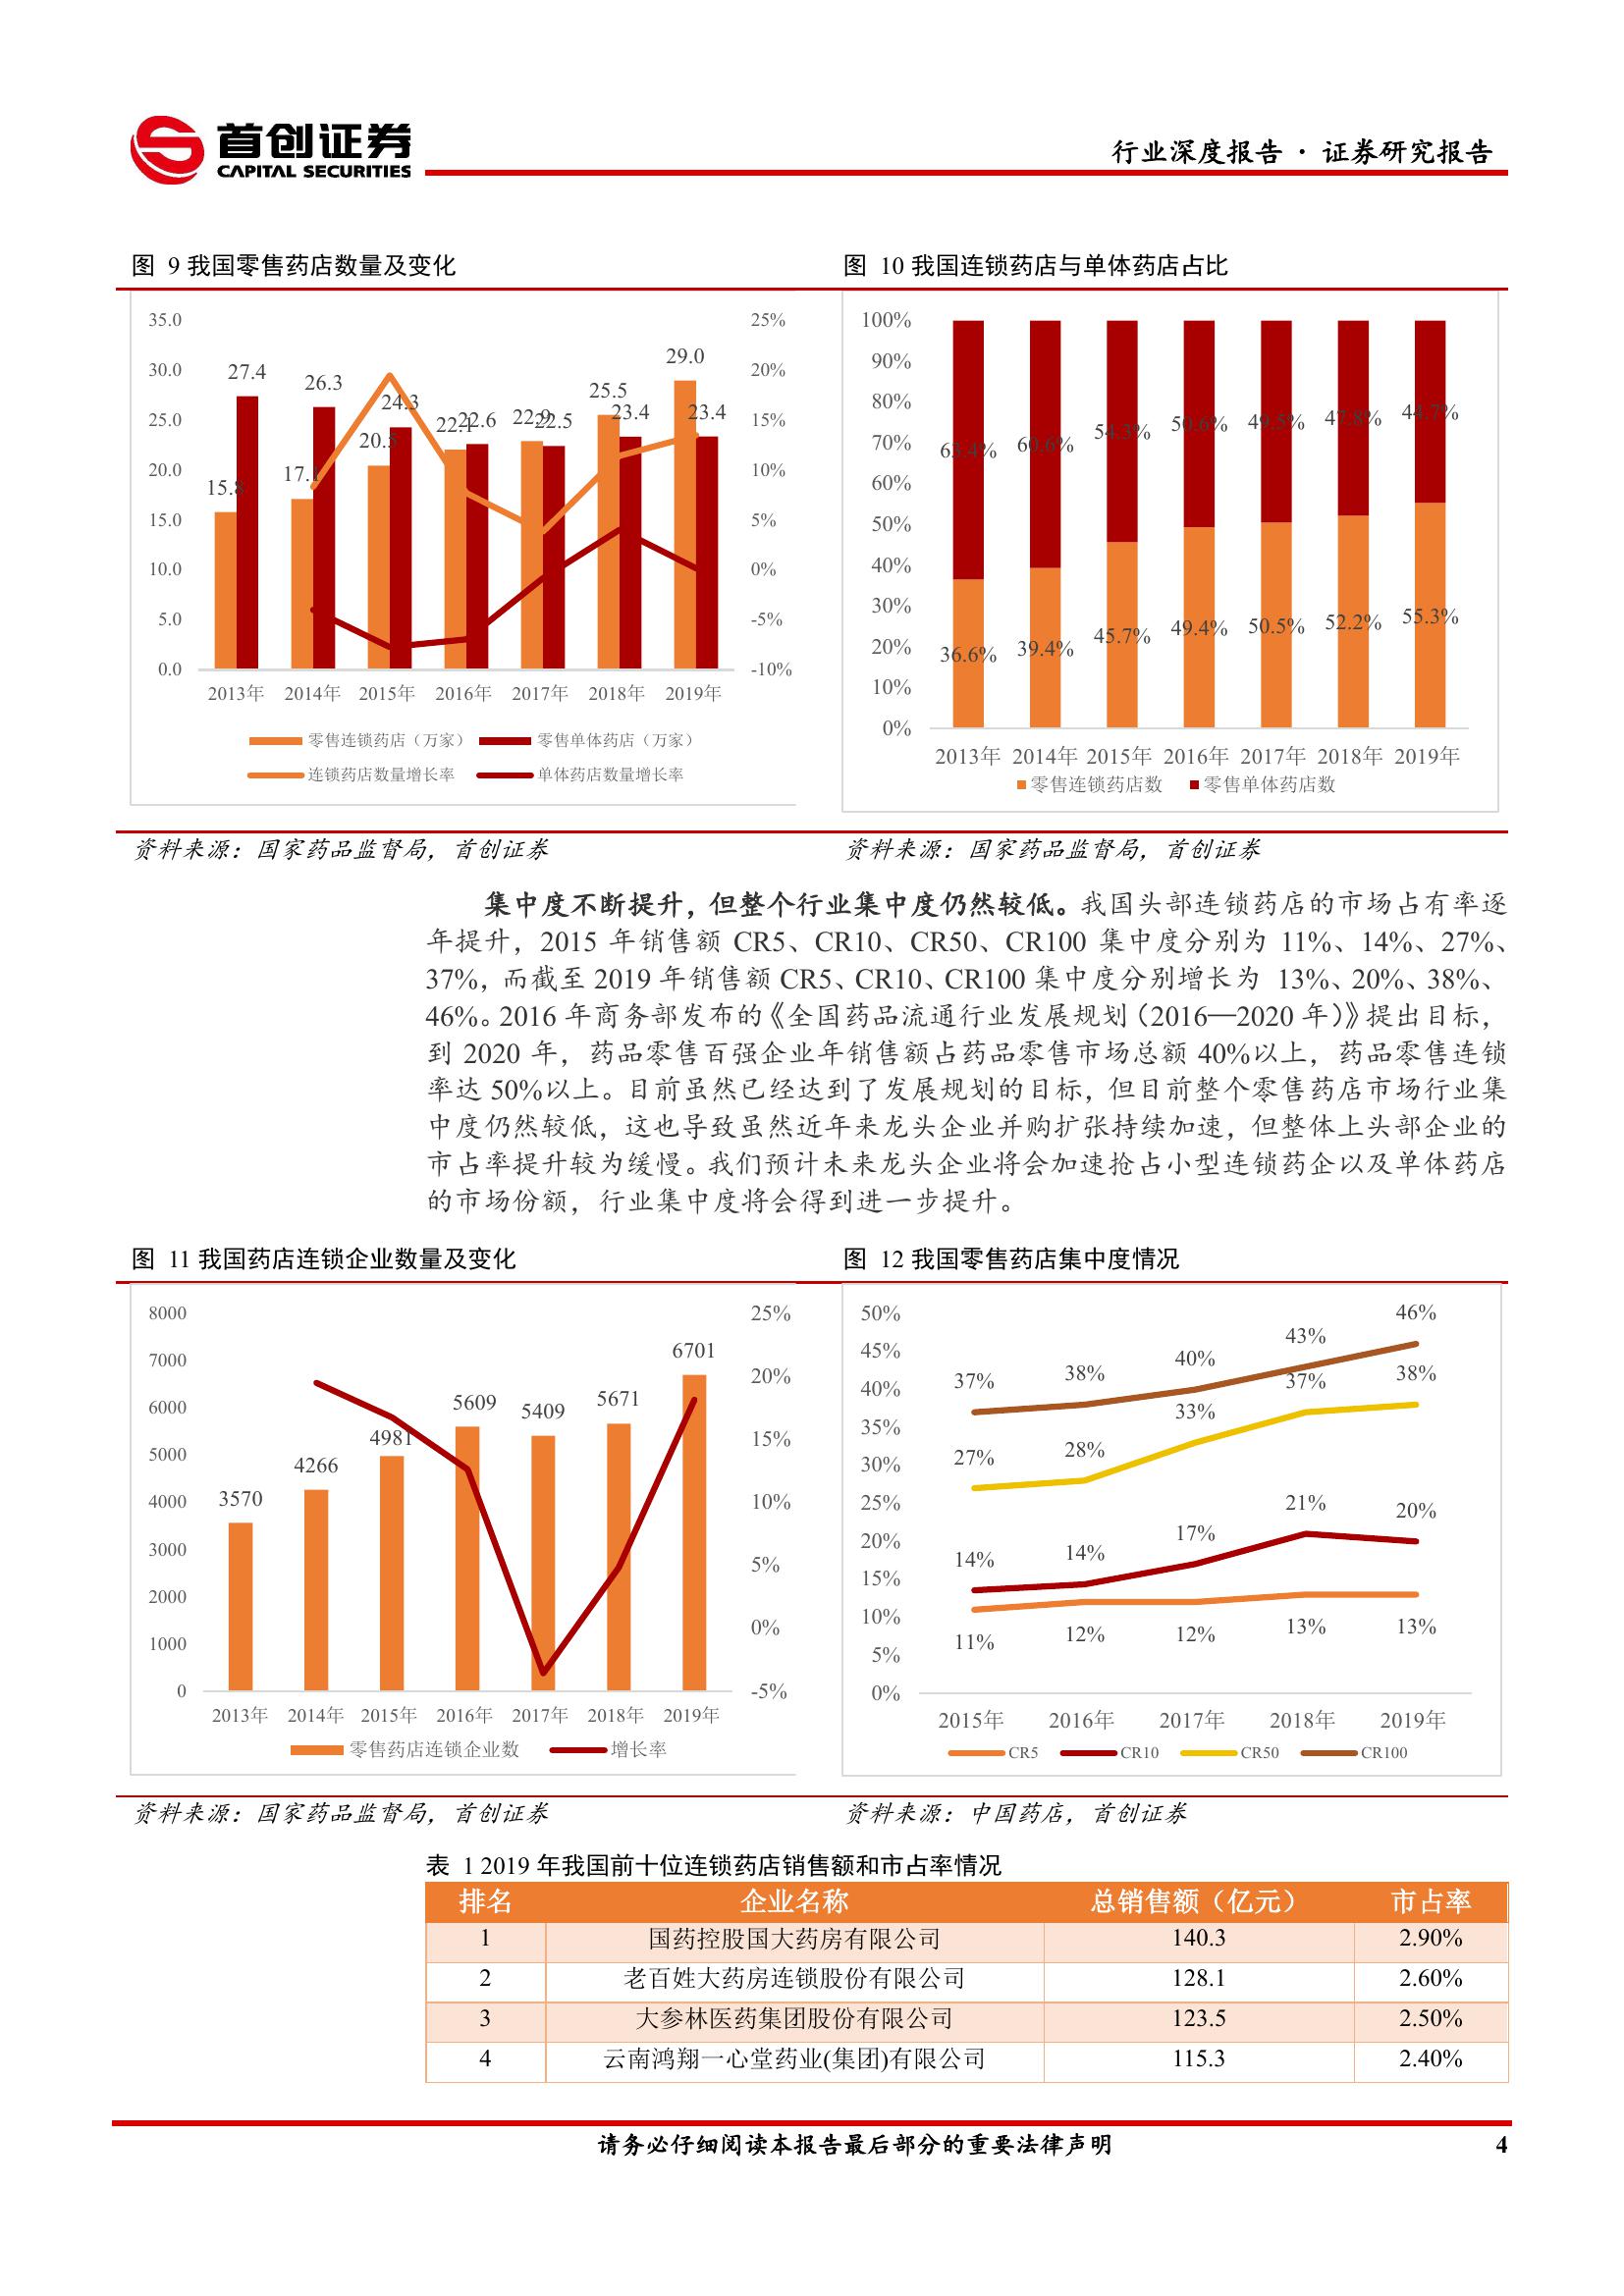 首创证券
CAPITAL SECURITIES
行业深度报告 · 证券研究报告
图 9 我国零售药店数量及变化
35.0
30.0
25.0
20.0
15.0
10.0
5.0
0.0
25%
20%
15%
10%
5%
0%
-5%
-10%
15.8 27.4
17.1 26.3
20.5 24.3
22.1 22.6
22.9 22.5
25.5 23.4
29.0 23.4
2013年 2014年 2015年 2016年 2017年 2018年 2019年
零售连锁药店（万家） 零售单体药店（万家）
连锁药店数量增长率 单体药店数量增长率
资料来源：国家药品监督局，首创证券
图 10 我国连锁药店与单体药店占比
100%
90%
80%
70%
60%
50%
40%
30%
20%
10%
0%
63.4% 60.6% 54.3% 50.6% 49.5% 47.8% 44.7%
36.6% 39.4% 45.7% 49.4% 50.5% 52.2% 55.3%
2013年 2014年 2015年 2016年 2017年 2018年 2019年
零售连锁药店数 零售单体药店数
资料来源：国家药品监督局，首创证券
集中度不断提升，但整个行业集中度仍然较低。我国头部连锁药店的市场占有率逐
年提升，2015 年销售额 CR5、CR10、CR50、CR100 集中度分别为 11%、14%、27%、
37%，而截至 2019 年销售额 CR5、CR10、CR100 集中度分别增长为 13%、20%、38%、
46%。2016 年商务部发布的《全国药品流通行业发展规划（2016—2020 年）》提出目标，
到 2020 年，药品零售百强企业年销售额占药品零售市场总额 40%以上，药品零售连锁
率达 50%以上。目前虽然已经达到了发展规划的目标，但目前整个零售药店市场行业集
中度仍然较低，这也导致虽然近年来龙头企业并购扩张持续加速，但整体上头部企业的
市占率提升较为缓慢。我们预计未来龙头企业将会加速抢占小型连锁药企以及单体药店
的市场份额，行业集中度将会得到进一步提升。
图 11 我国药店连锁企业数量及变化
8000
7000
6000
5000
4000
3000
2000
1000
0
25%
20%
15%
10%
5%
0%
-5%
3570 4266 4981 5609 5409 5671 6701
2013年 2014年 2015年 2016年 2017年 2018年 2019年
零售药店连锁企业数 增长率
资料来源：国家药品监督局，首创证券
图 12 我国零售药店集中度情况
50%
45%
40%
35%
30%
25%
20%
15%
10%
5%
0%
37% 38% 40% 43% 46%
27% 28% 33% 37% 38%
14% 14% 17% 21% 20%
11% 12% 12% 13% 13%
2015年 2016年 2017年 2018年 2019年
CR5 CR10 CR50 CR100
资料来源：中国药店，首创证券
表 1 2019 年我国前十位连锁药店销售额和市占率情况
排名 企业名称 总销售额（亿元） 市占率
1 国药控股国大药房有限公司 140.3 2.90%
2 老百姓大药房连锁股份有限公司 128.1 2.60%
3 大参林医药集团股份有限公司 123.5 2.50%
4 云南鸿翔一心堂药业(集团)有限公司 115.3 2.40%
请务必仔细阅读本报告最后部分的重要法律声明 4